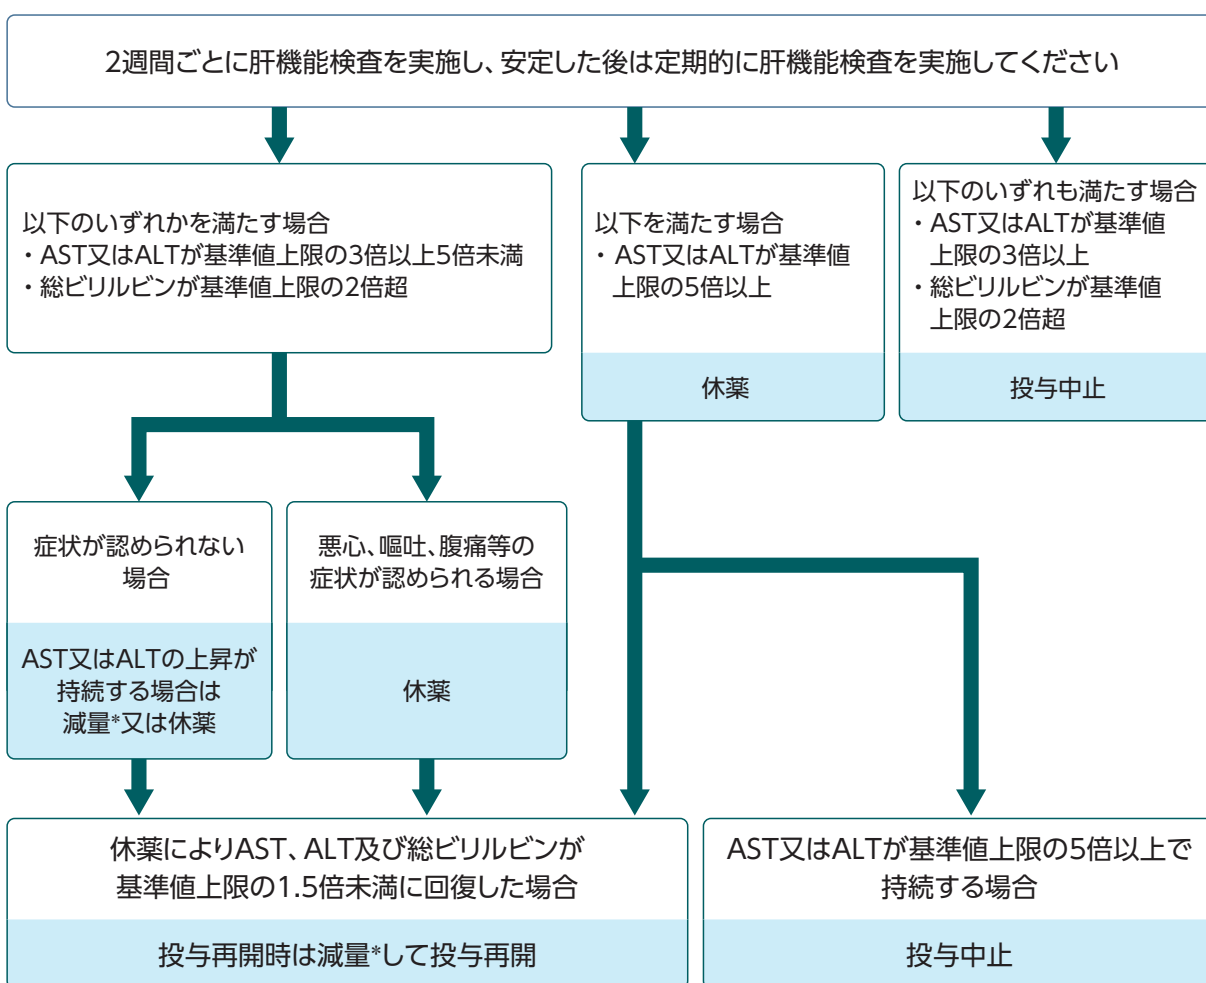 2週間ごとに肝機能検査を実施し、安定した後は定期的に肝機能検査を実施してください
以下のいずれかを満たす場合
・AST又はALTが基準値上限の3倍以上5倍未満
・総ビリルビンが基準値上限の2倍超
以下を満たす場合
・AST又はALTが基準値
上限の5倍以上
休薬
以下のいずれも満たす場合
・AST又はALTが基準値
上限の3倍以上
・総ビリルビンが基準値
上限の2倍超
投与中止
症状が認められない
場合
AST又はALTの上昇が
持続する場合は
減量*又は休薬
悪心、嘔吐、腹痛等の
症状が認められる場合
休薬
休薬によりAST、ALT及び総ビリルビンが
基準値上限の1.5倍未満に回復した場合
投与再開時は減量*して投与再開
AST又はALTが基準値上限の5倍以上で
持続する場合
投与中止